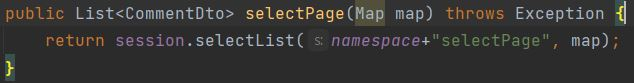 public List<CommentDto> selectPage(Map map) throws Exception {
return session.selectList( s: namespace+"selectPage", map);
}